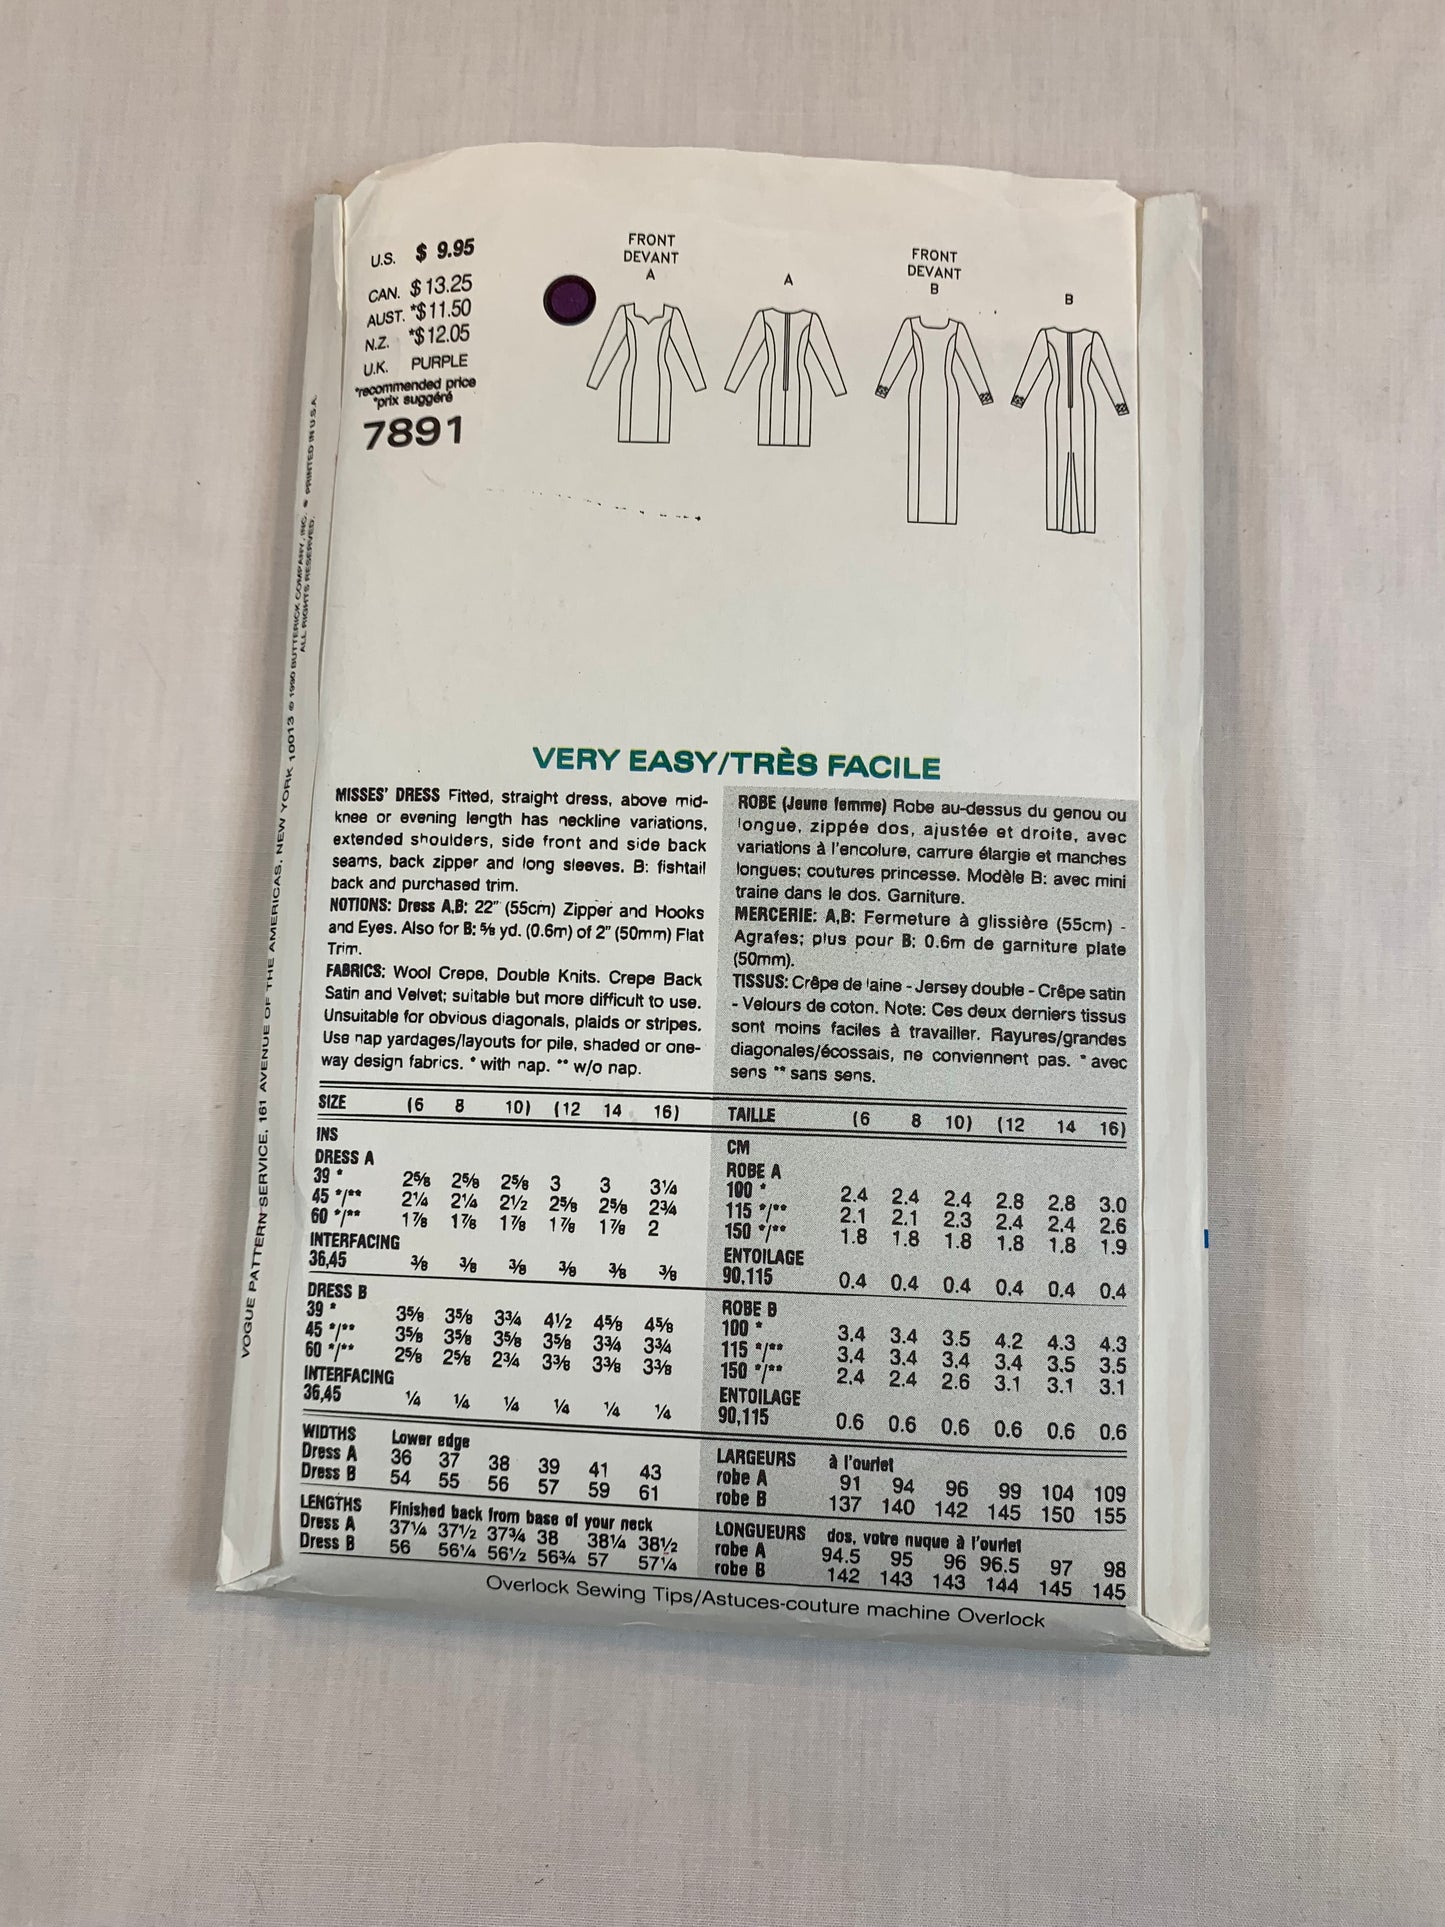 U.S. $ 9.95
CAN. $ 13.25
AUST. *$ 11.50
N.Z. *$ 12.05
U.K. PURPLE
*recommended price
*prix suggéré
7891
FRONT
DEVANT
A
A
FRONT
DEVANT
B
B
VOGUE PATTERN SERVICE, 161 AVENUE OF THE AMERICAS, NEW YORK 10013 © 1990 BUTTERICK COMPANY, INC. • PRINTED IN U.S.A.
ALL RIGHTS RESERVED.
VERY EASY/TRÈS FACILE
MISSES' DRESS Fitted, straight dress, above mid-
knee or evening length has neckline variations,
extended shoulders, side front and side back
seams, back zipper and long sleeves. B: fishtail
back and purchased trim.
NOTIONS: Dress A,B: 22" (55cm) Zipper and Hooks
and Eyes. Also for B: ⅝ yd. (0.6m) of 2" (50mm) Flat
Trim.
FABRICS: Wool Crepe, Double Knits. Crepe Back
Satin and Velvet; suitable but more difficult to use.
Unsuitable for obvious diagonals, plaids or stripes.
Use nap yardages/layouts for pile, shaded or one-
way design fabrics. * with nap. ** w/o nap.
ROBE (Jeune femme) Robe au-dessus du genou ou
longue, zippée dos, ajustée et droite, avec
variations à l'encolure, carrure élargie et manches
longues; coutures princesse. Modèle B: avec mini
traine dans le dos. Garniture.
MERCERIE: A,B: Fermeture à glissière (55cm) -
Agrafes; plus pour B: 0.6m de garniture plate
(50mm).
TISSUS: Crêpe de laine - Jersey double - Crêpe satin
- Velours de coton. Note: Ces deux derniers tissus
sont moins faciles à travailler. Rayures/grandes
diagonales/écossais, ne conviennent pas. * avec
sens ** sans sens.
SIZE (6 8 10) (12 14 16)
INS
DRESS A
39 * 2⅝ 2⅝ 2⅝ 3 3 3¼
45 */** 2¼ 2¼ 2½ 2⅝ 2⅝ 2¾
60 */** 1⅞ 1⅞ 1⅞ 1⅞ 1⅞ 2
INTERFACING
36,45 ⅜ ⅜ ⅜ ⅜ ⅜ ⅜
DRESS B
39 * 3⅝ 3⅝ 3¾ 4½ 4⅝ 4⅝
45 */** 3⅝ 3⅝ 3⅝ 3⅝ 3¾ 3¾
60 */** 2⅝ 2⅝ 2¾ 3⅜ 3⅜ 3⅜
INTERFACING
36,45 ¼ ¼ ¼ ¼ ¼ ¼
WIDTHS Lower edge
Dress A 36 37 38 39 41 43
Dress B 54 55 56 57 59 61
LENGTHS Finished back from base of your neck
Dress A 37¼ 37½ 37¾ 38 38¼ 38½
Dress B 56 56¼ 56½ 56¾ 57 57¼
TAILLE (6 8 10) (12 14 16)
CM
ROBE A
100 * 2.4 2.4 2.4 2.8 2.8 3.0
115 */** 2.1 2.1 2.3 2.4 2.4 2.6
150 */** 1.8 1.8 1.8 1.8 1.8 1.9
ENTOILAGE
90,115 0.4 0.4 0.4 0.4 0.4 0.4
ROBE B
100 * 3.4 3.4 3.5 4.2 4.3 4.3
115 */** 3.4 3.4 3.4 3.4 3.5 3.5
150 */** 2.4 2.4 2.6 3.1 3.1 3.1
ENTOILAGE
90,115 0.6 0.6 0.6 0.6 0.6 0.6
LARGEURS à l'ourlet
robe A 91 94 96 99 104 109
robe B 137 140 142 145 150 155
LONGUEURS dos, votre nuque à l'ourlet
robe A 94.5 95 96 96.5 97 98
robe B 142 143 143 144 145 145
Overlock Sewing Tips/Astuces-couture machine Overlock